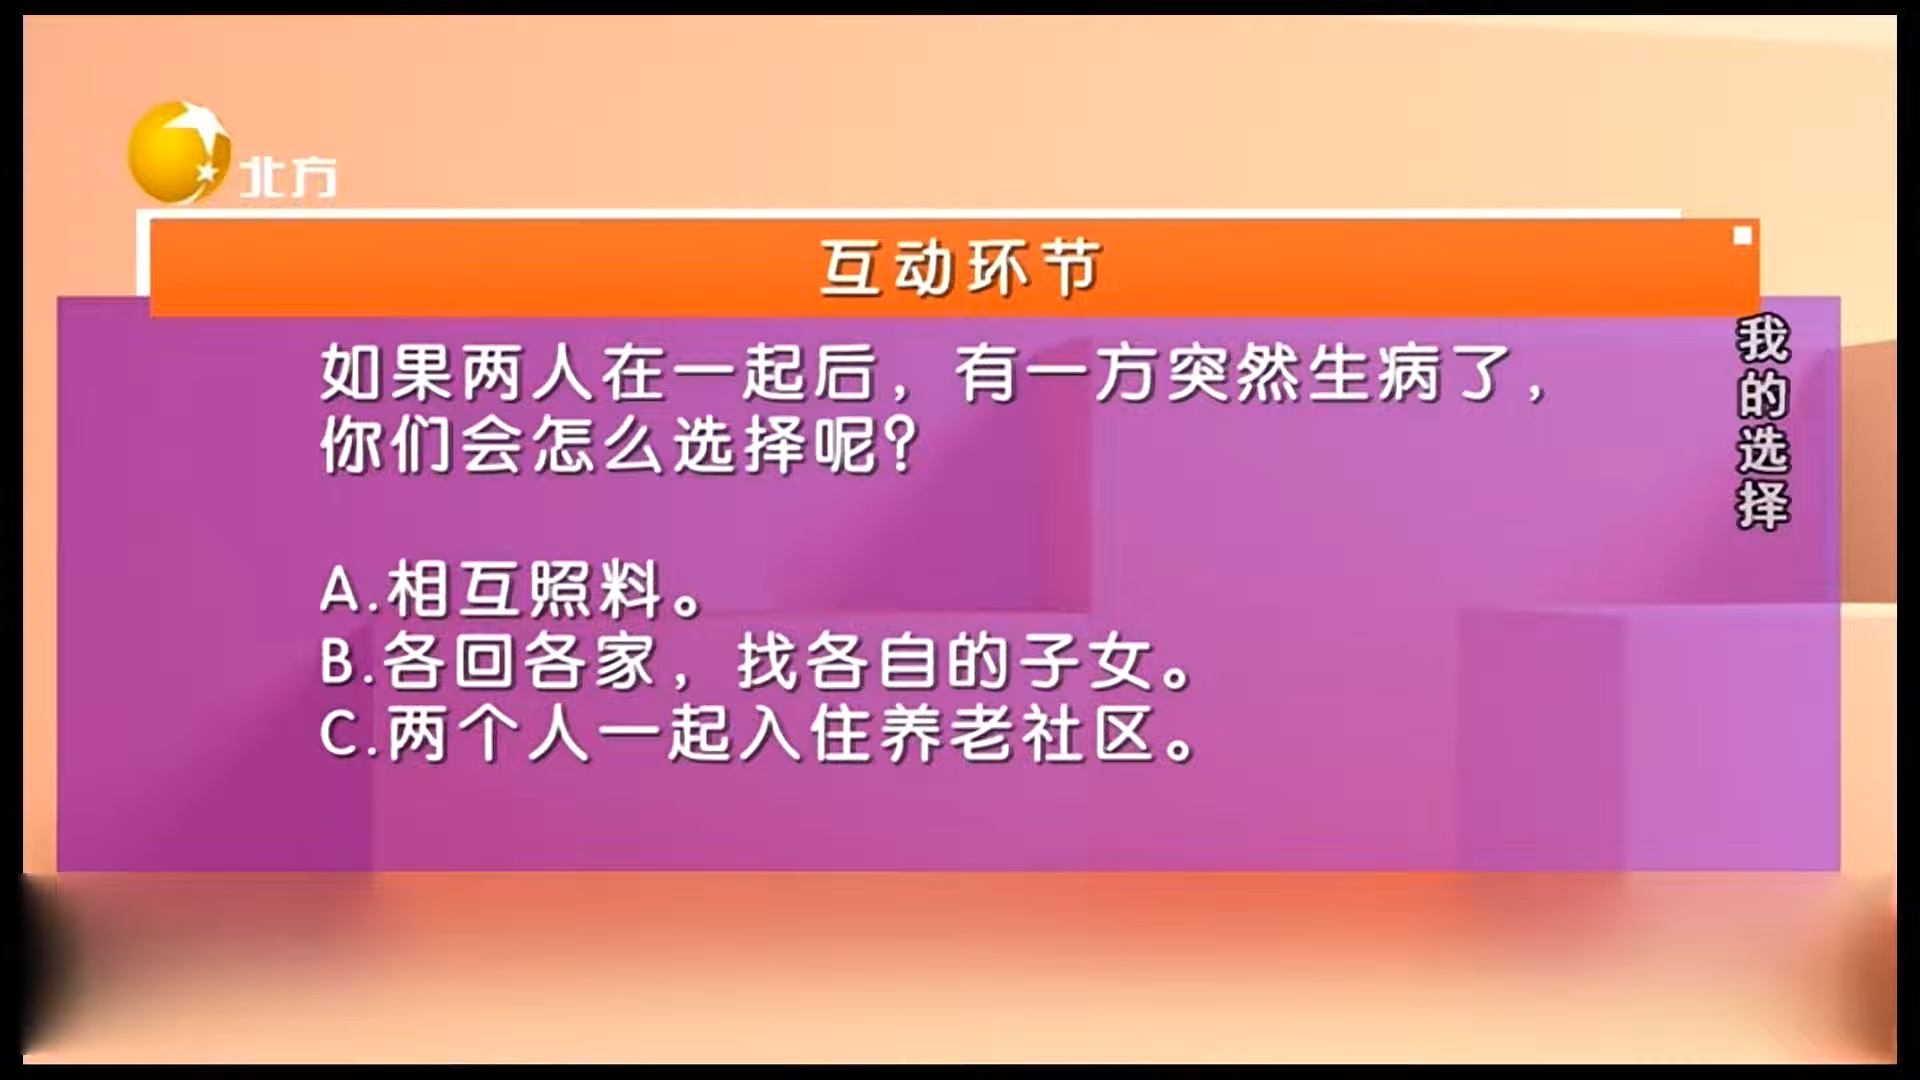 北方
互动环节
如果两人在一起后，有一方突然生病了，
你们会怎么选择呢？
A.相互照料。
B.各回各家，找各自的子女。
C.两个人一起入住养老社区。
我的选择